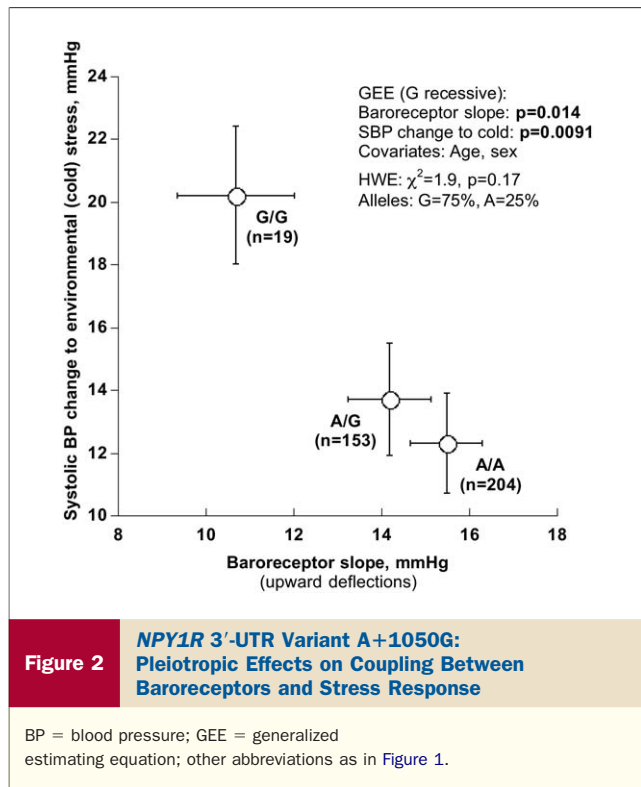 Systolic BP change to environmental (cold) stress, mmHg
24
22
20
18
16
14
12
10
GEE (G recessive):
Baroreceptor slope: p=0.014
SBP change to cold: p=0.0091
Covariates: Age, sex
HWE: χ²=1.9, p=0.17
Alleles: G=75%, A=25%
G/G
(n=19)
A/G
(n=153)
A/A
(n=204)
8 10 12 14 16 18
Baroreceptor slope, mmHg
(upward deflections)
Figure 2
NPY1R 3′-UTR Variant A+1050G:
Pleiotropic Effects on Coupling Between
Baroreceptors and Stress Response
BP = blood pressure; GEE = generalized
estimating equation; other abbreviations as in Figure 1.